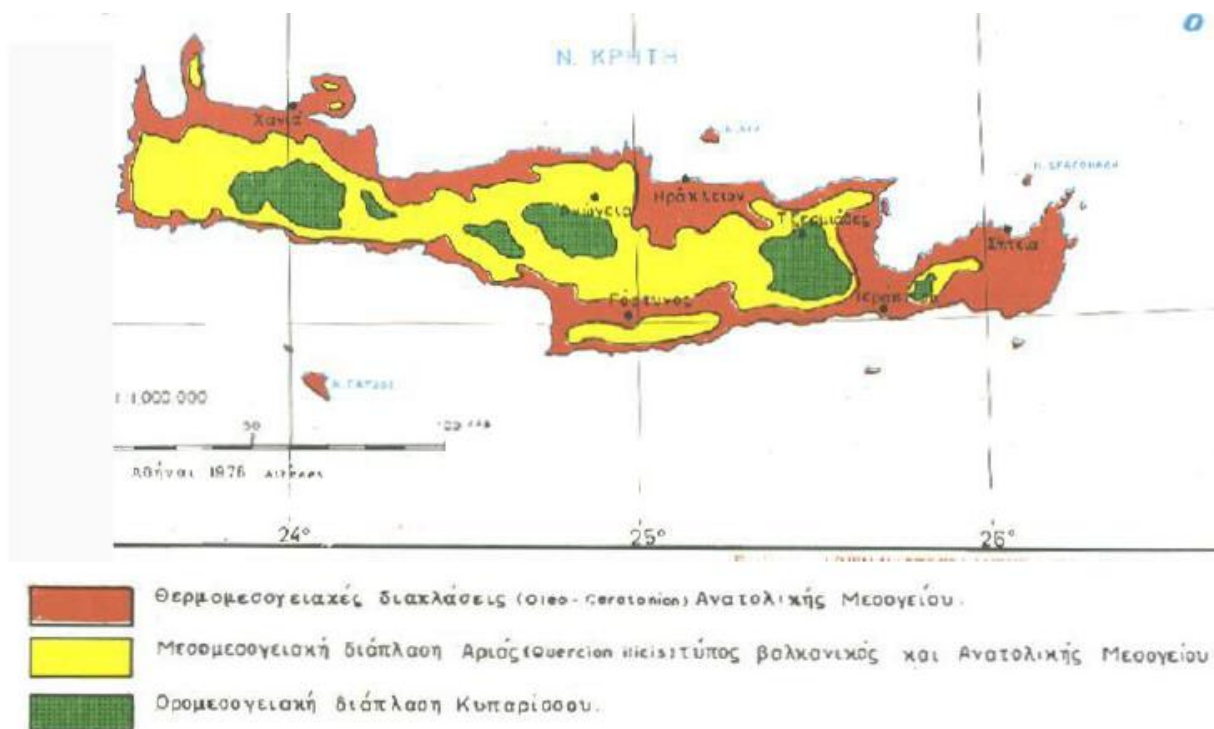 Ο
Ν. ΚΡΗΤΗ
Χανιά
Ηράκλειον
Τζερμιάδες
Σητεία
Γόρτυνος
1:1,000,000
50
Αθήναι 1976
24°
25°
26°
Θερμομεσογειακές διακλάσεις (Oleo-Ceratonion) Ανατολικής Μεσογείου.
Μεσομεσογειακή διάπλαση Αριάς (Quercion ilicis) τύπος βαλκανικός και Ανατολικής Μεσογείου
Ορομεσογειακή διάπλαση Κυπαρίσσου.